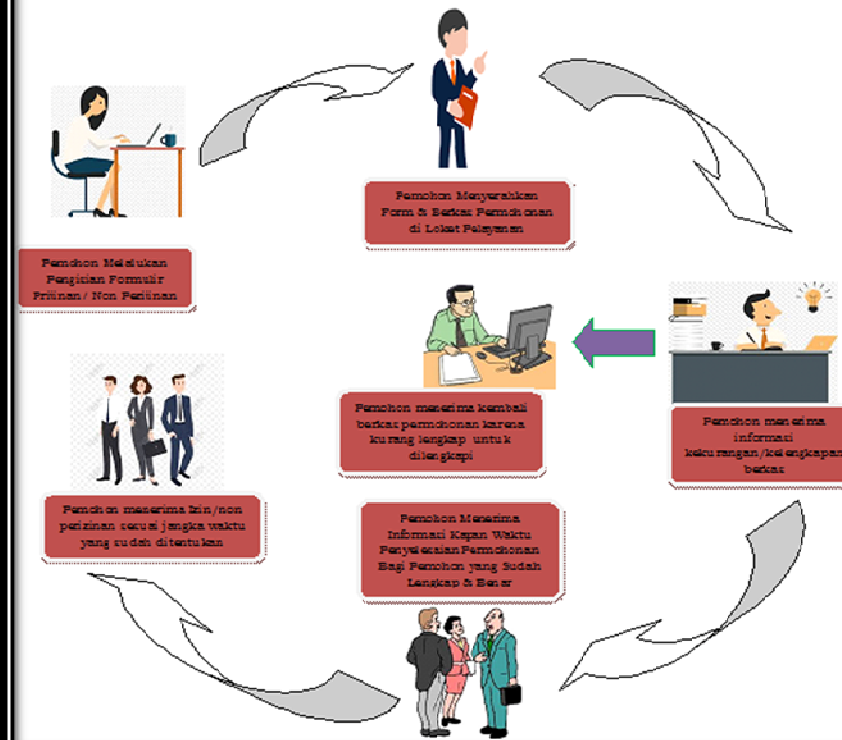 Pemohon Melalukan
Pengisian Formulir
Priizinan/ Non Perizinan
Pemohon Menyerahkan
Form & Berkas Permohonan
di Loket Pelayanan
Pemohon menerima
informasi
kekurangan/kelengkapan
berkas
Pemohon menerima kembali
berkas permohonan karena
kurang lengkap untuk
dilengkapi
Pemohon Menerima
Informasi Kapan Waktu
Penyelesaian Permohonan
Bagi Pemohon yang Sudah
Lengkap & Benar
Pemohon menerima Izin/non
perizinan sesuai jangka waktu
yang sudah ditentukan